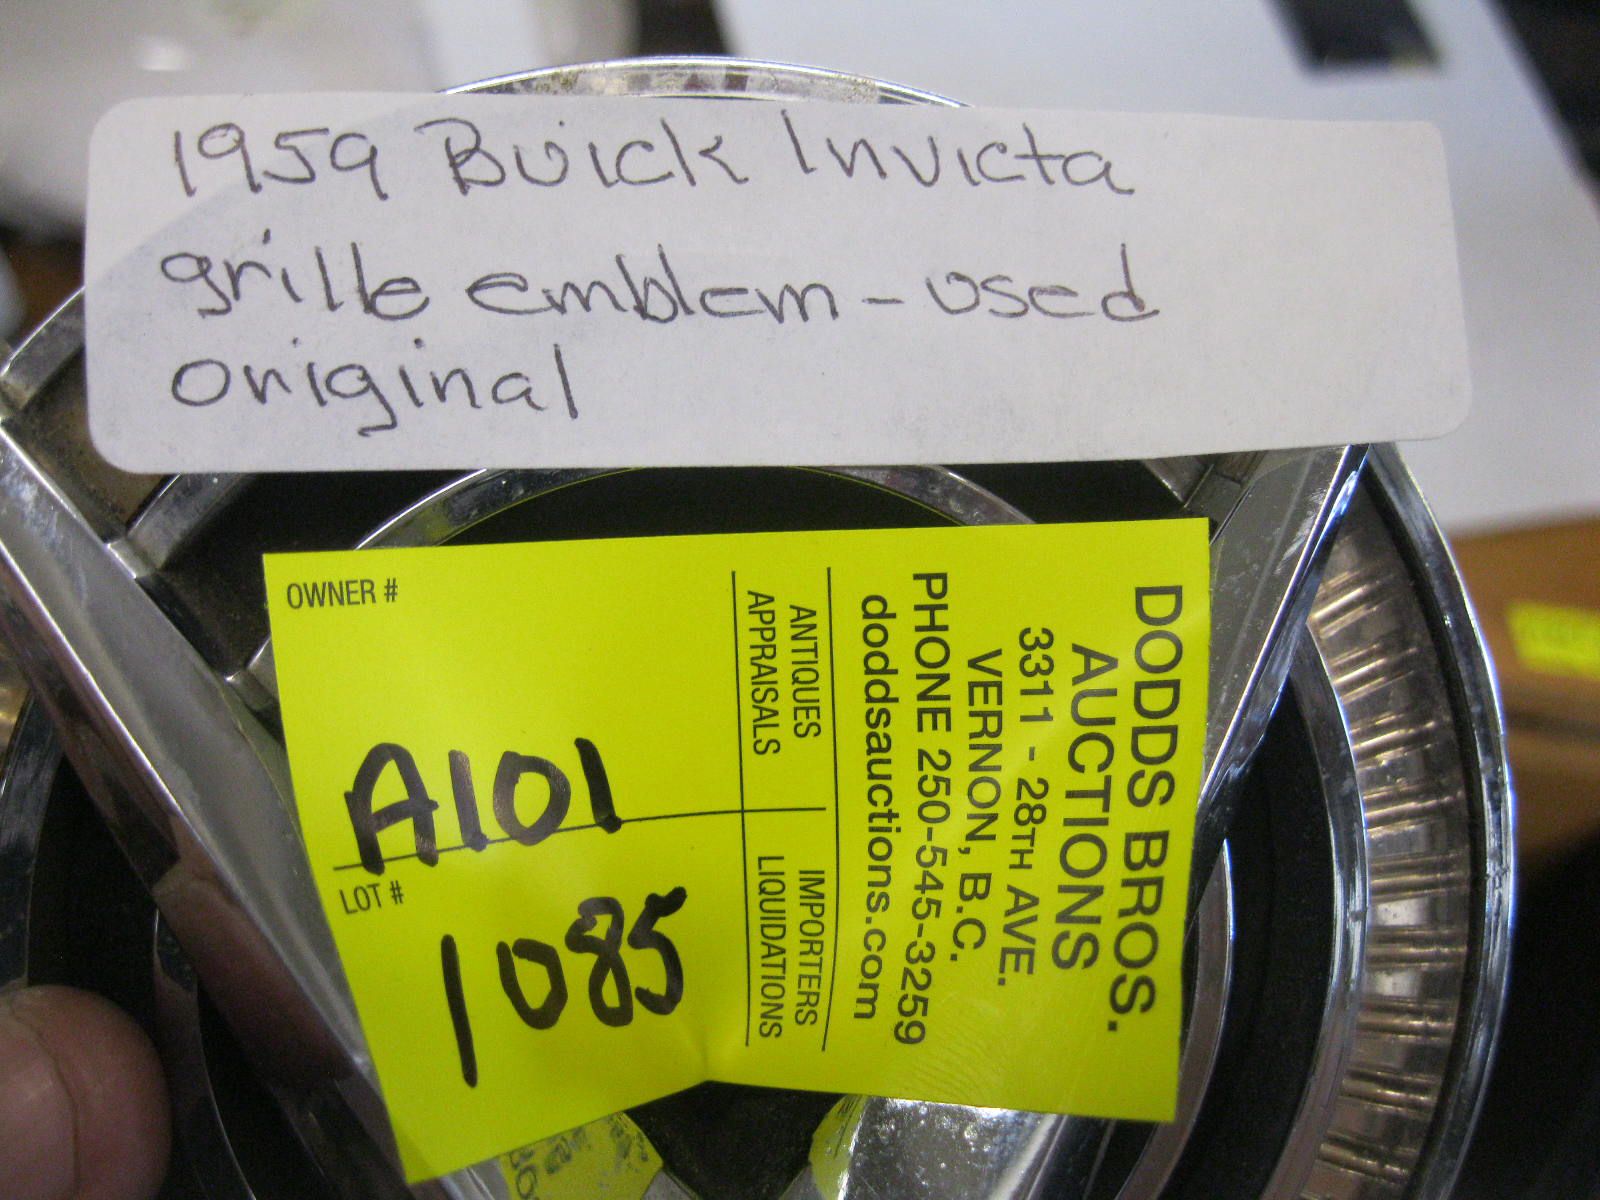 1959 Buick Invicta
grille emblem - used
original
OWNER #
A101
LOT #
1085
ANTIQUES
APPRAISALS
IMPORTERS
LIQUIDATIONS
DODDS BROS.
AUCTIONS
3311 - 28TH AVE.
VERNON, B.C.
PHONE 250-545-3259
doddsauctions.com